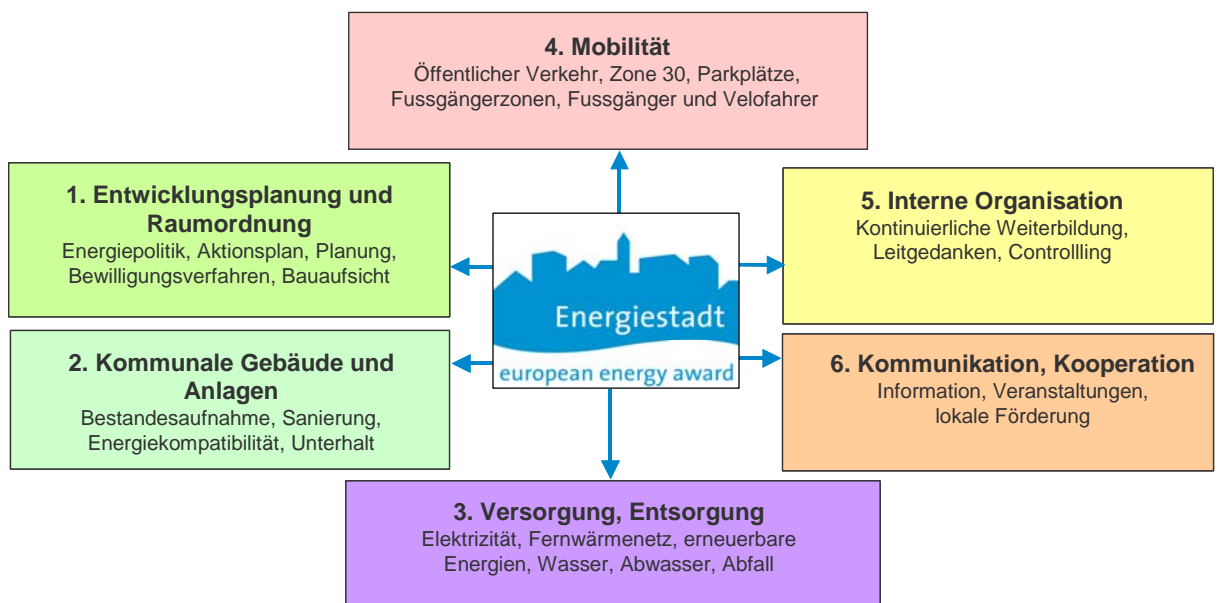 4. Mobilität
Öffentlicher Verkehr, Zone 30, Parkplätze,
Fussgängerzonen, Fussgänger und Velofahrer
1. Entwicklungsplanung und
Raumordnung
Energiepolitik, Aktionsplan, Planung,
Bewilligungsverfahren, Bauaufsicht
5. Interne Organisation
Kontinuierliche Weiterbildung,
Leitgedanken, Controllling
Energiestadt
european energy award
2. Kommunale Gebäude und
Anlagen
Bestandesaufnahme, Sanierung,
Energiekompatibilität, Unterhalt
6. Kommunikation, Kooperation
Information, Veranstaltungen,
lokale Förderung
3. Versorgung, Entsorgung
Elektrizität, Fernwärmenetz, erneuerbare
Energien, Wasser, Abwasser, Abfall